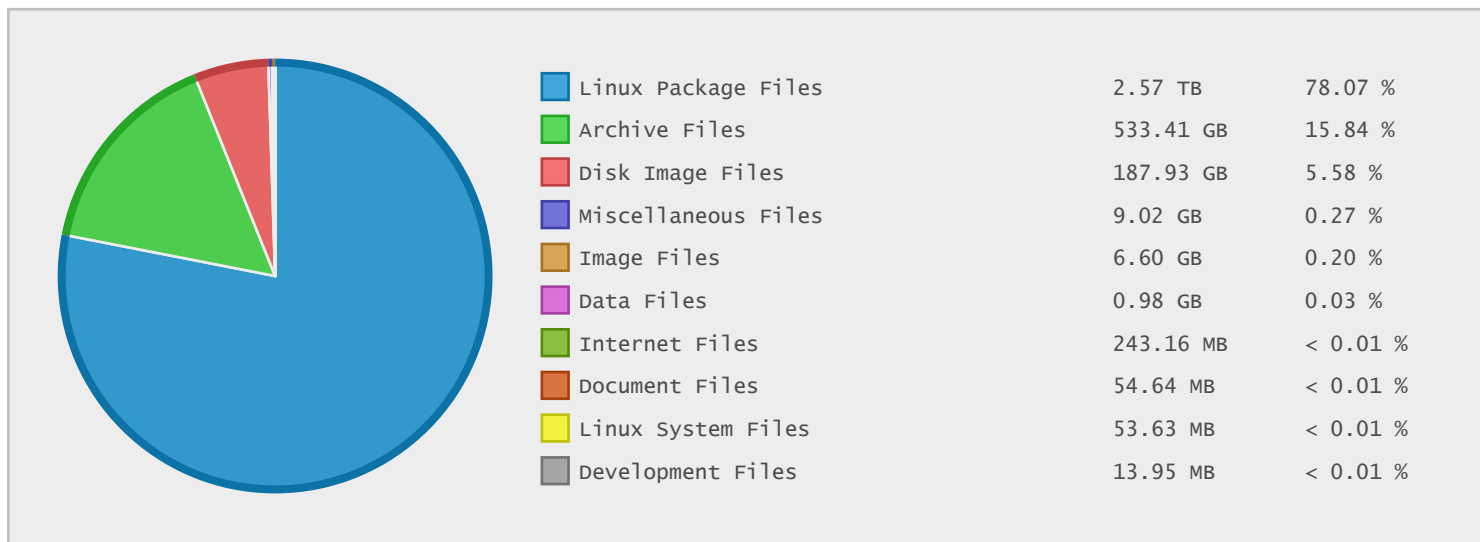 Linux Package Files 2.57 TB 78.07 %
Archive Files 533.41 GB 15.84 %
Disk Image Files 187.93 GB 5.58 %
Miscellaneous Files 9.02 GB 0.27 %
Image Files 6.60 GB 0.20 %
Data Files 0.98 GB 0.03 %
Internet Files 243.16 MB < 0.01 %
Document Files 54.64 MB < 0.01 %
Linux System Files 53.63 MB < 0.01 %
Development Files 13.95 MB < 0.01 %